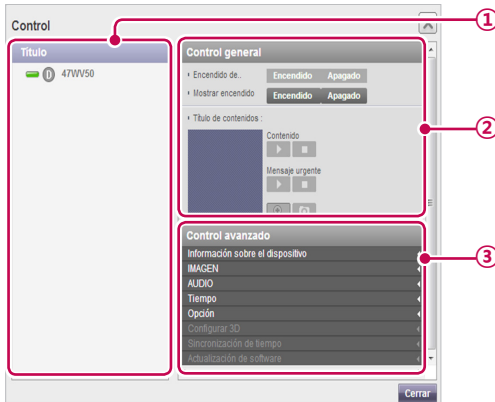 Control
①
Título
D 47WV50
Control general
Encendido de..
Encendido
Apagado
Mostrar encendido
Encendido
Apagado
②
Título de contenidos :
Contenido
Mensaje urgente
Control avanzado
③
Información sobre el dispositivo
IMAGEN
AUDIO
Tiempo
Opción
Configurar 3D
Sincronización de tiempo
Actualización de software
Cerrar